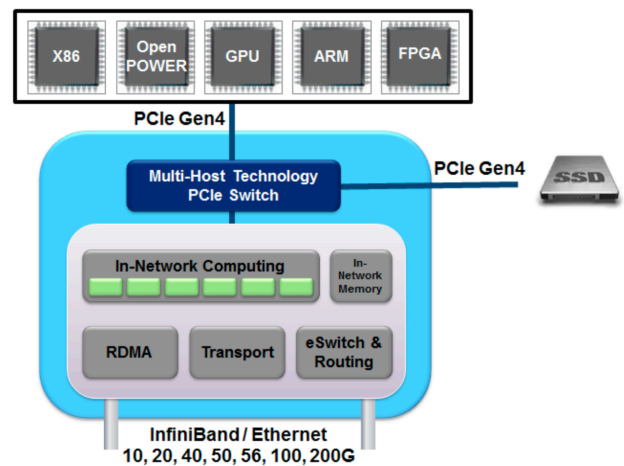 X86
Open
POWER
GPU
ARM
FPGA
PCIe Gen4
Multi-Host Technology
PCIe Switch
PCIe Gen4
SSD
In-Network Computing
In-
Network
Memory
RDMA
Transport
eSwitch &
Routing
InfiniBand / Ethernet
10, 20, 40, 50, 56, 100, 200G